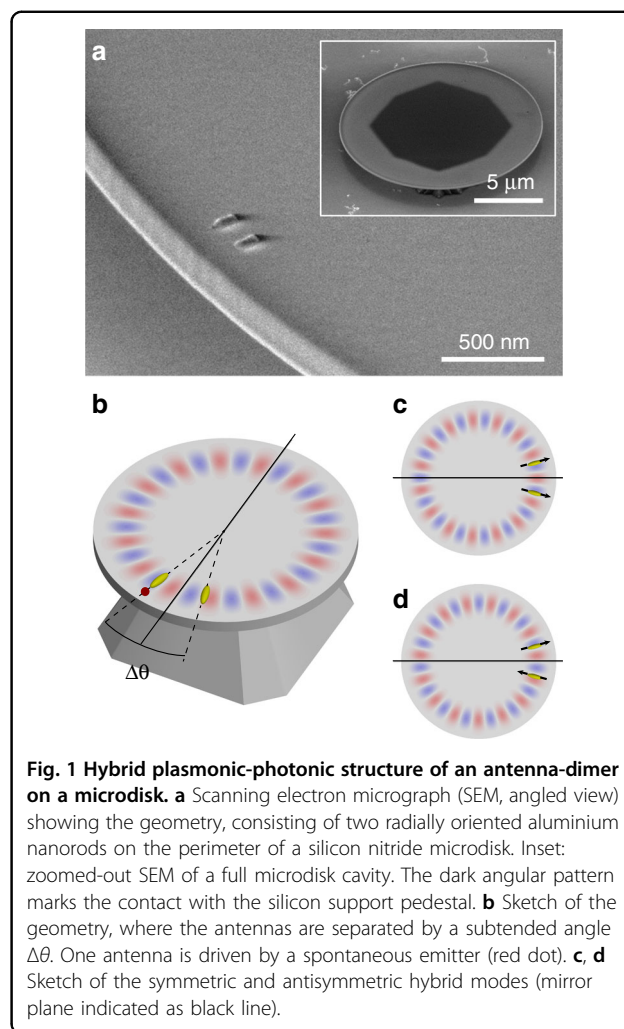 a
5 μm
500 nm
b
c
d
Δθ
Fig. 1 Hybrid plasmonic-photonic structure of an antenna-dimer
on a microdisk. a Scanning electron micrograph (SEM, angled view)
showing the geometry, consisting of two radially oriented aluminium
nanorods on the perimeter of a silicon nitride microdisk. Inset:
zoomed-out SEM of a full microdisk cavity. The dark angular pattern
marks the contact with the silicon support pedestal. b Sketch of the
geometry, where the antennas are separated by a subtended angle
Δθ. One antenna is driven by a spontaneous emitter (red dot). c, d
Sketch of the symmetric and antisymmetric hybrid modes (mirror
plane indicated as black line).